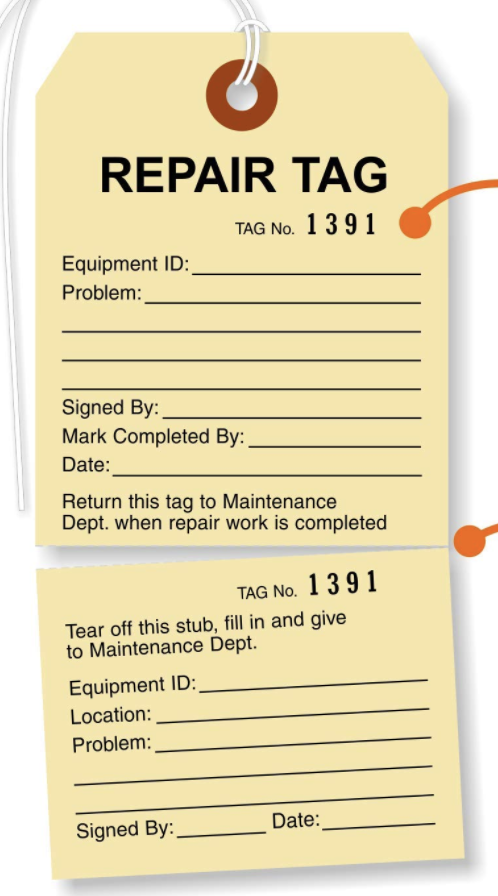 REPAIR TAG
TAG No. 1391
Equipment ID:
Problem:
Signed By:
Mark Completed By:
Date:
Return this tag to Maintenance
Dept. when repair work is completed
TAG No. 1391
Tear off this stub, fill in and give
to Maintenance Dept.
Equipment ID:
Location:
Problem:
Signed By: Date: